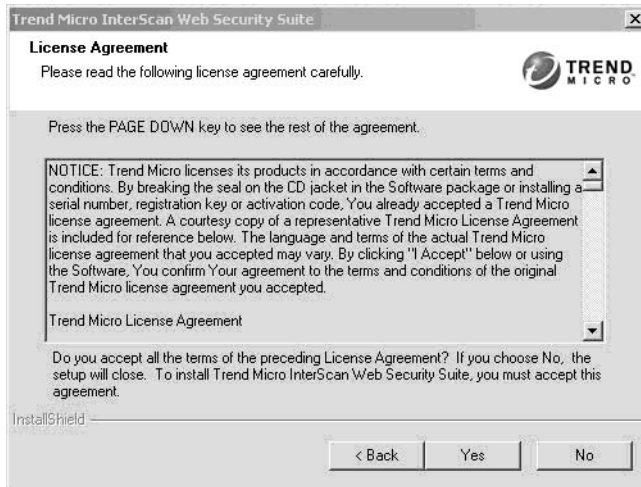 Trend Micro InterScan Web Security Suite
License Agreement
Please read the following license agreement carefully.
TREND
MICRO
Press the PAGE DOWN key to see the rest of the agreement.
NOTICE: Trend Micro licenses its products in accordance with certain terms and
conditions. By breaking the seal on the CD jacket in the Software package or installing a
serial number, registration key or activation code, You already accepted a Trend Micro
license agreement. A courtesy copy of a representative Trend Micro License Agreement
is included for reference below. The language and terms of the actual Trend Micro
license agreement that you accepted may vary. By clicking "I Accept" below or using
the Software, You confirm Your agreement to the terms and conditions of the original
Trend Micro license agreement you accepted.
Trend Micro License Agreement
Do you accept all the terms of the preceding License Agreement? If you choose No, the
setup will close. To install Trend Micro InterScan Web Security Suite, you must accept this
agreement.
InstallShield
< Back Yes No